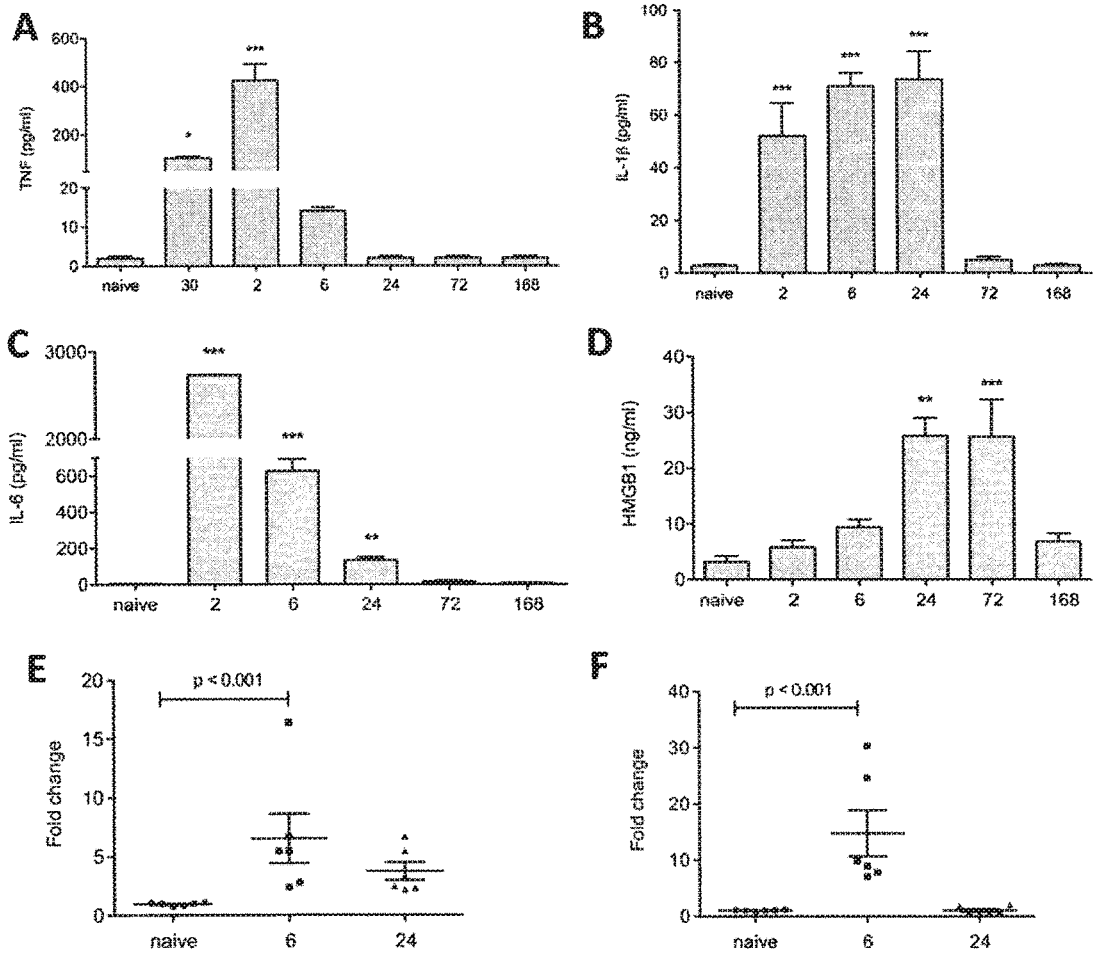 A
TNF (pg/ml)
600
400
200
20
10
0
*
***
naive 30 2 6 24 72 168
B
IL-1β (pg/ml)
100
80
60
40
20
0
***
***
***
naive 2 6 24 72 168
C
IL-6 (pg/ml)
3000
2000
600
400
200
0
***
***
**
naive 2 6 24 72 168
D
HMGB1 (ng/ml)
40
30
20
10
0
**
***
naive 2 6 24 72 168
E
Fold change
20
15
10
5
0
p < 0.001
naive 6 24
F
Fold change
40
30
20
10
0
p < 0.001
naive 6 24